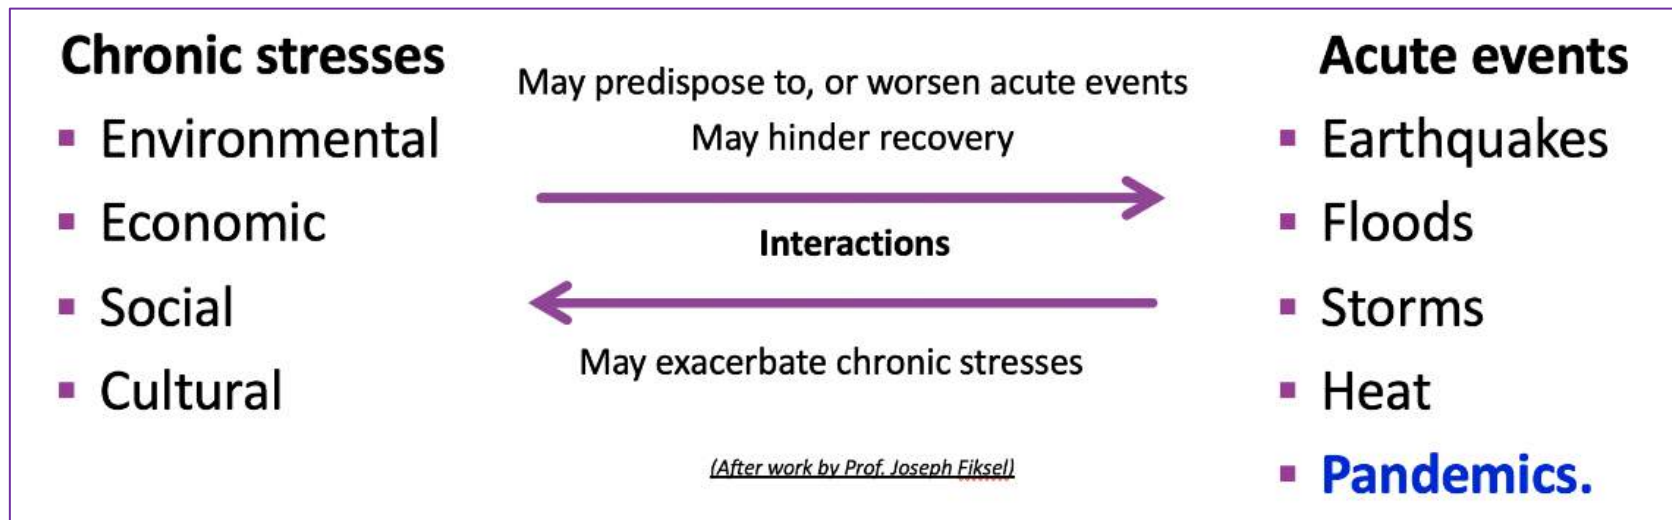 Chronic stresses
Environmental
Economic
Social
Cultural
May predispose to, or worsen acute events
May hinder recovery
Interactions
May exacerbate chronic stresses
(After work by Prof. Joseph Fiksel)
Acute events
Earthquakes
Floods
Storms
Heat
Pandemics.